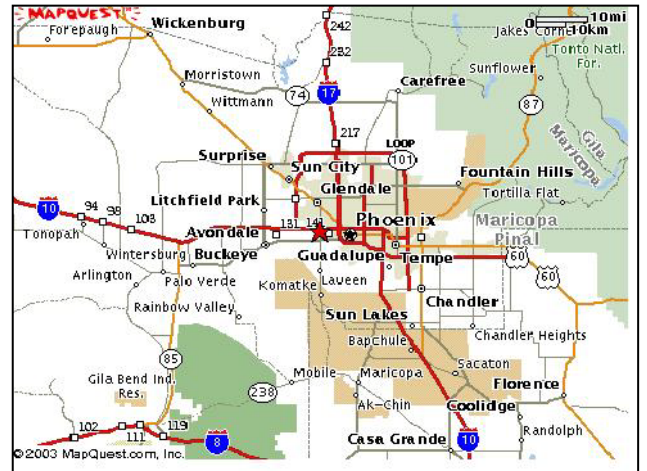 MAPQUEST
Wickenburg
242
0 10mi
10km
Forepaugh
232
Jakes Corner
Tonto Natl.
For.
Sunflower
Morristown
74
17
Carefree
87
Wittmann
217
LOOP
101
Gila
Maricopa
Surprise
Sun City
Fountain Hills
Glendale
Tortilla Flat
Litchfield Park
10
94
98
103
Phoenix
Maricopa
Pinal
Tonopah
Avondale
131
141
Wintersburg
Buckeye
Guadalupe
Tempe
60
60
Arlington
Palo Verde
Komatke
Laveen
Chandler
Rainbow Valley
Sun Lakes
Chandler Heights
Bapchule
85
Sacaton
Gila Bend Ind.
Res.
238
Mobile
Maricopa
Florence
Ak-Chin
Coolidge
102
111
119
8
Randolph
Casa Grande
10
©2003 MapQuest.com, Inc.